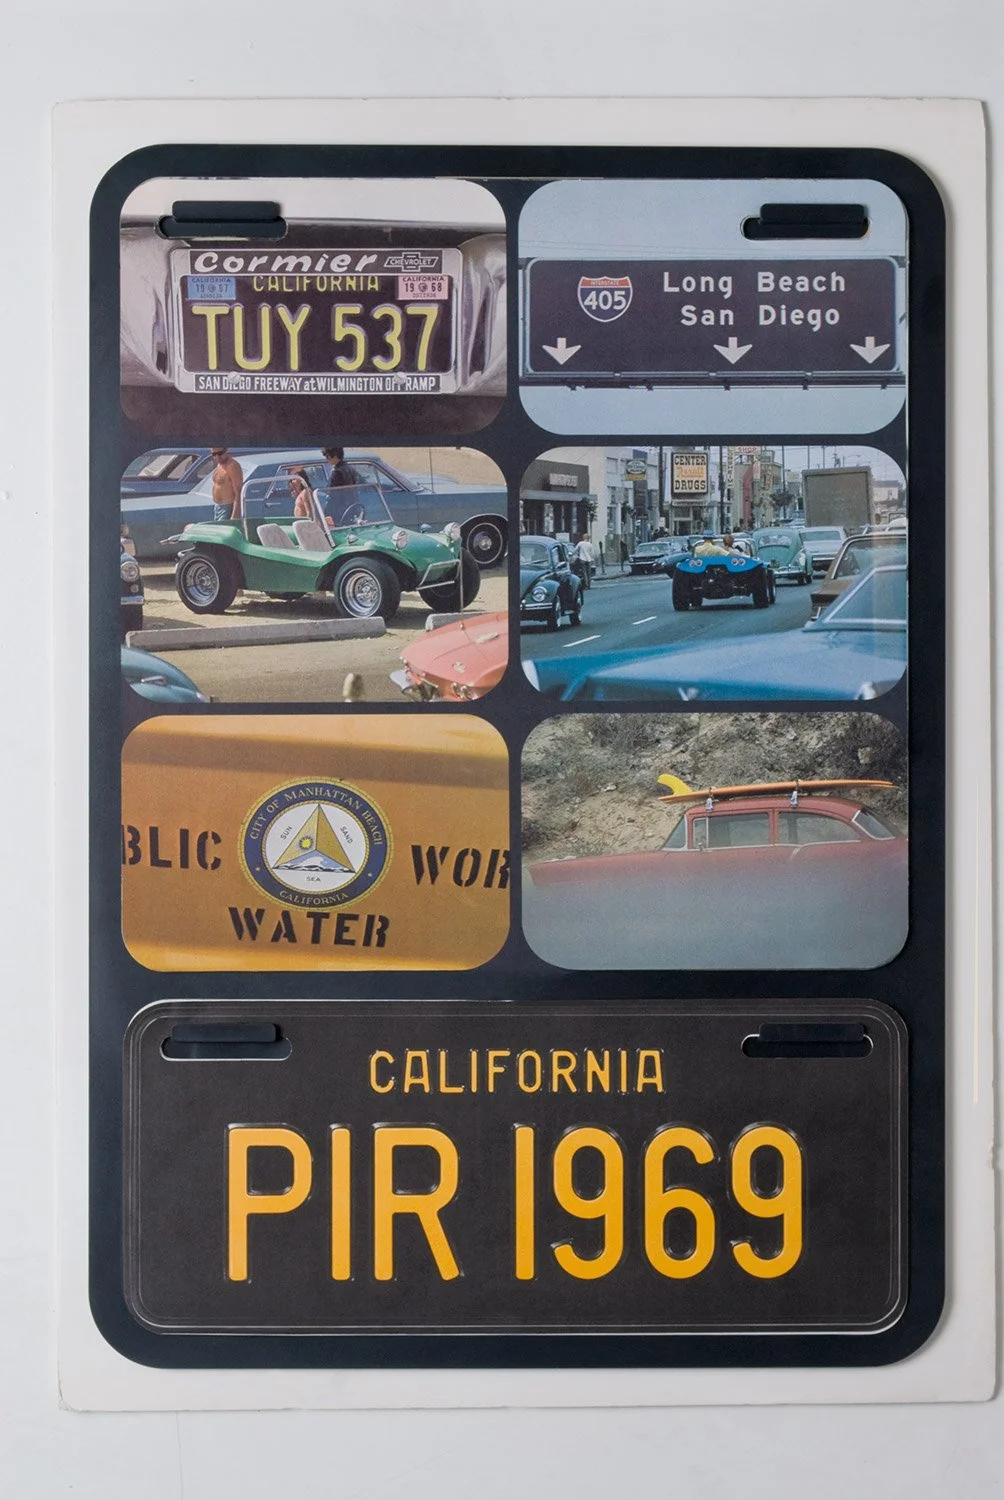 Cormier CHEVROLET
CALIFORNIA CALIFORNIA CALIFORNIA
19 67 19 68
TUY 537
SAN DIEGO FREEWAY at WILMINGTON OFF RAMP
INTERSTATE
405
Long Beach
San Diego
CENTER
DRUGS
CITY OF MANHATTAN BEACH
SUN SAND
SEA
CALIFORNIA
BLIC WOR
WATER
CALIFORNIA
PIR 1969